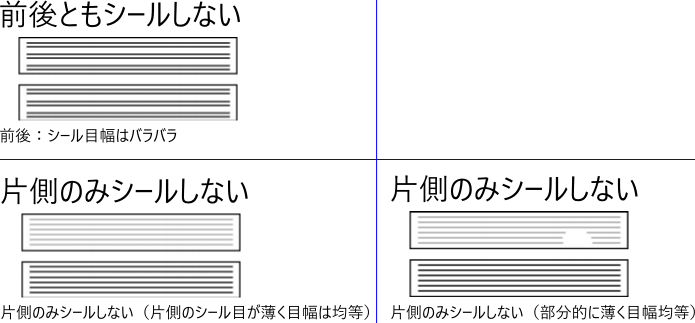 前後ともシールしない
前後：シール目幅はバラバラ
片側のみシールしない
片側のみシールしない（片側のシール目が薄く目幅は均等）
片側のみシールしない
片側のみシールしない（部分的に薄く目幅均等）